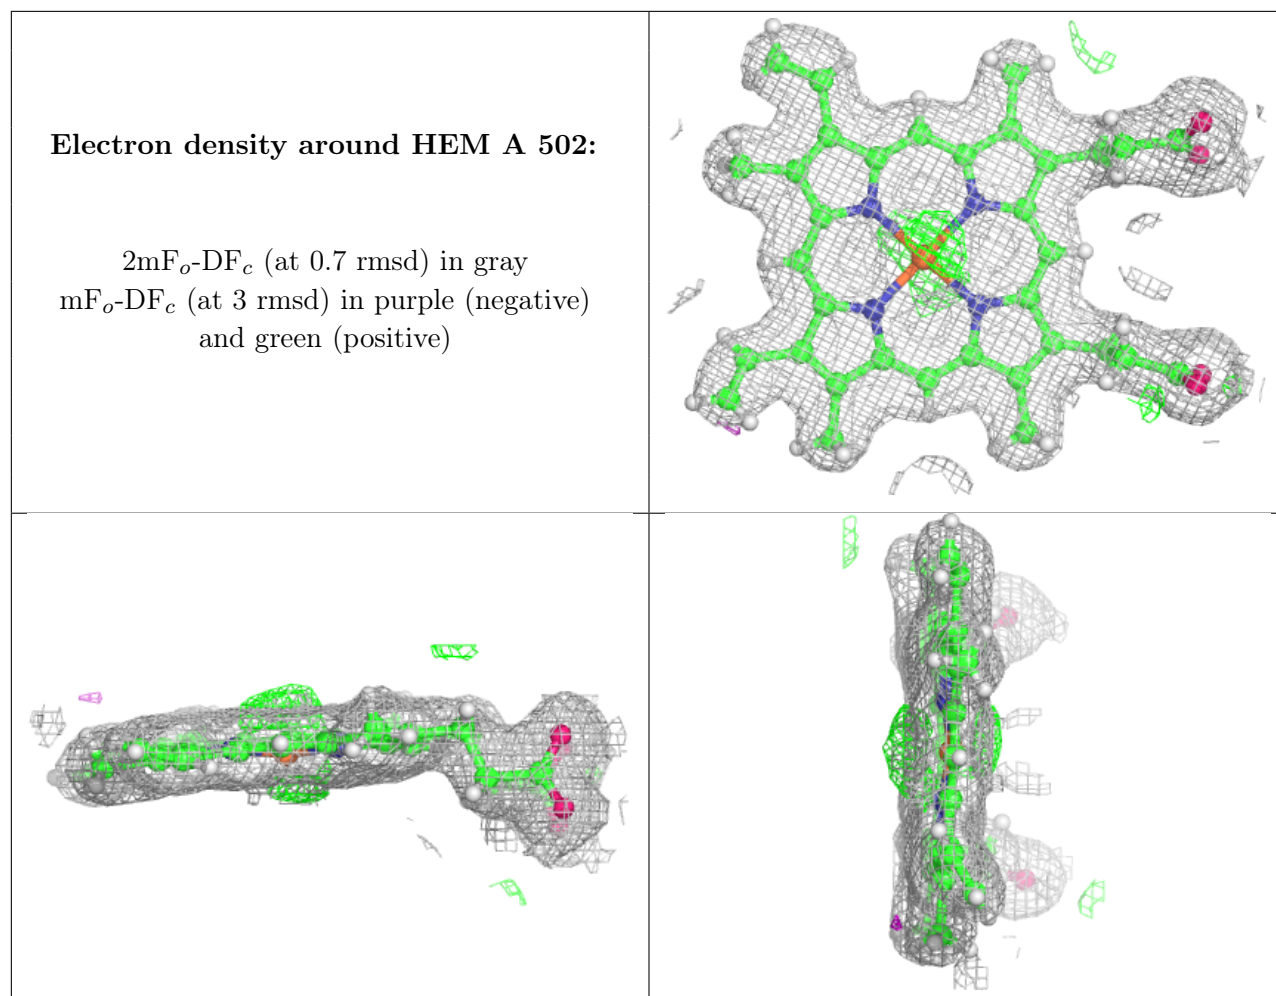 Electron density around HEM A 502:
2mFo-DFc (at 0.7 rmsd) in gray
mFo-DFc (at 3 rmsd) in purple (negative)
and green (positive)